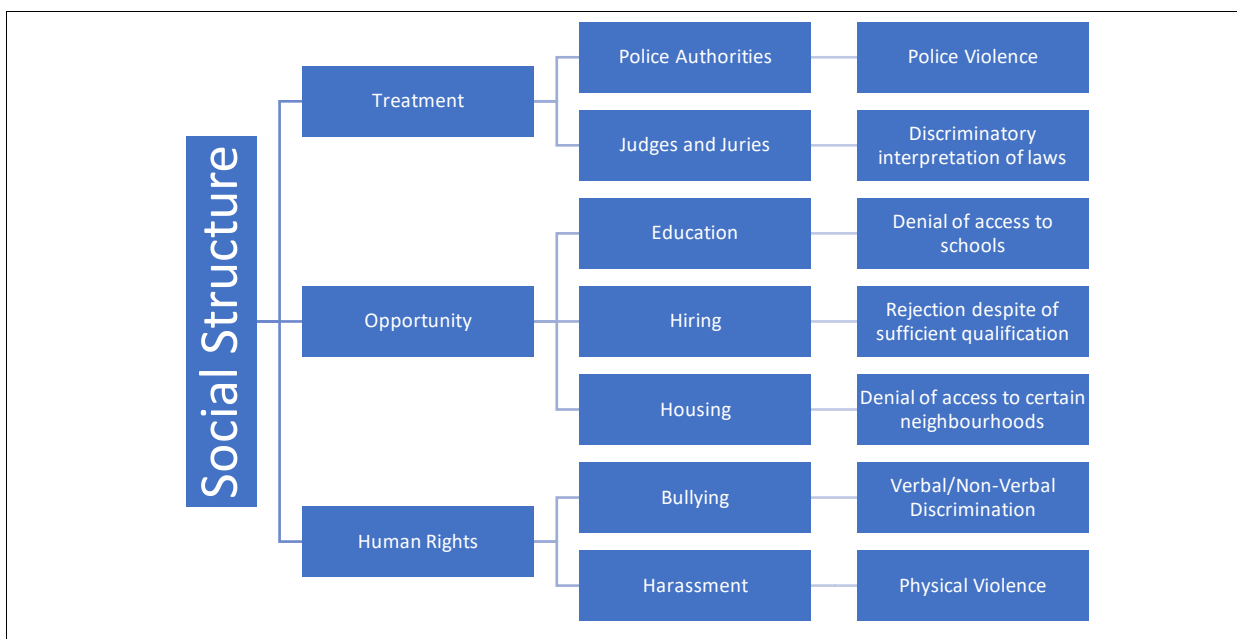 Social Structure
Treatment
Police Authorities
Police Violence
Judges and Juries
Discriminatory
interpretation of laws
Opportunity
Education
Denial of access to
schools
Hiring
Rejection despite of
sufficient qualification
Housing
Denial of access to certain
neighbourhoods
Human Rights
Bullying
Verbal/Non-Verbal
Discrimination
Harassment
Physical Violence